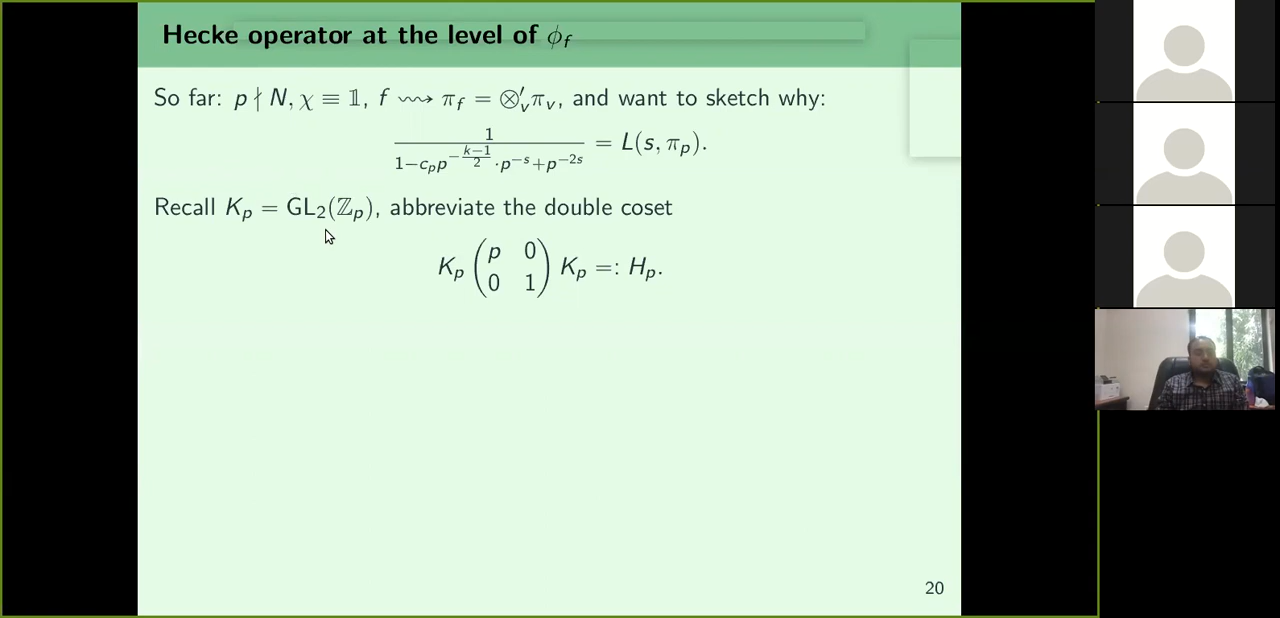 Hecke operator at the level of ϕ_f
So far: p ∤ N, χ ≡ 𝟙, f ⇝ π_f = ⊗′_v π_v, and want to sketch why:
1 / (1−c_p p^{−(k−1)/2} · p^{−s} + p^{−2s}) = L(s, π_p).
Recall K_p = GL_2(ℤ_p), abbreviate the double coset
K_p (p 0; 0 1) K_p =: H_p.
20